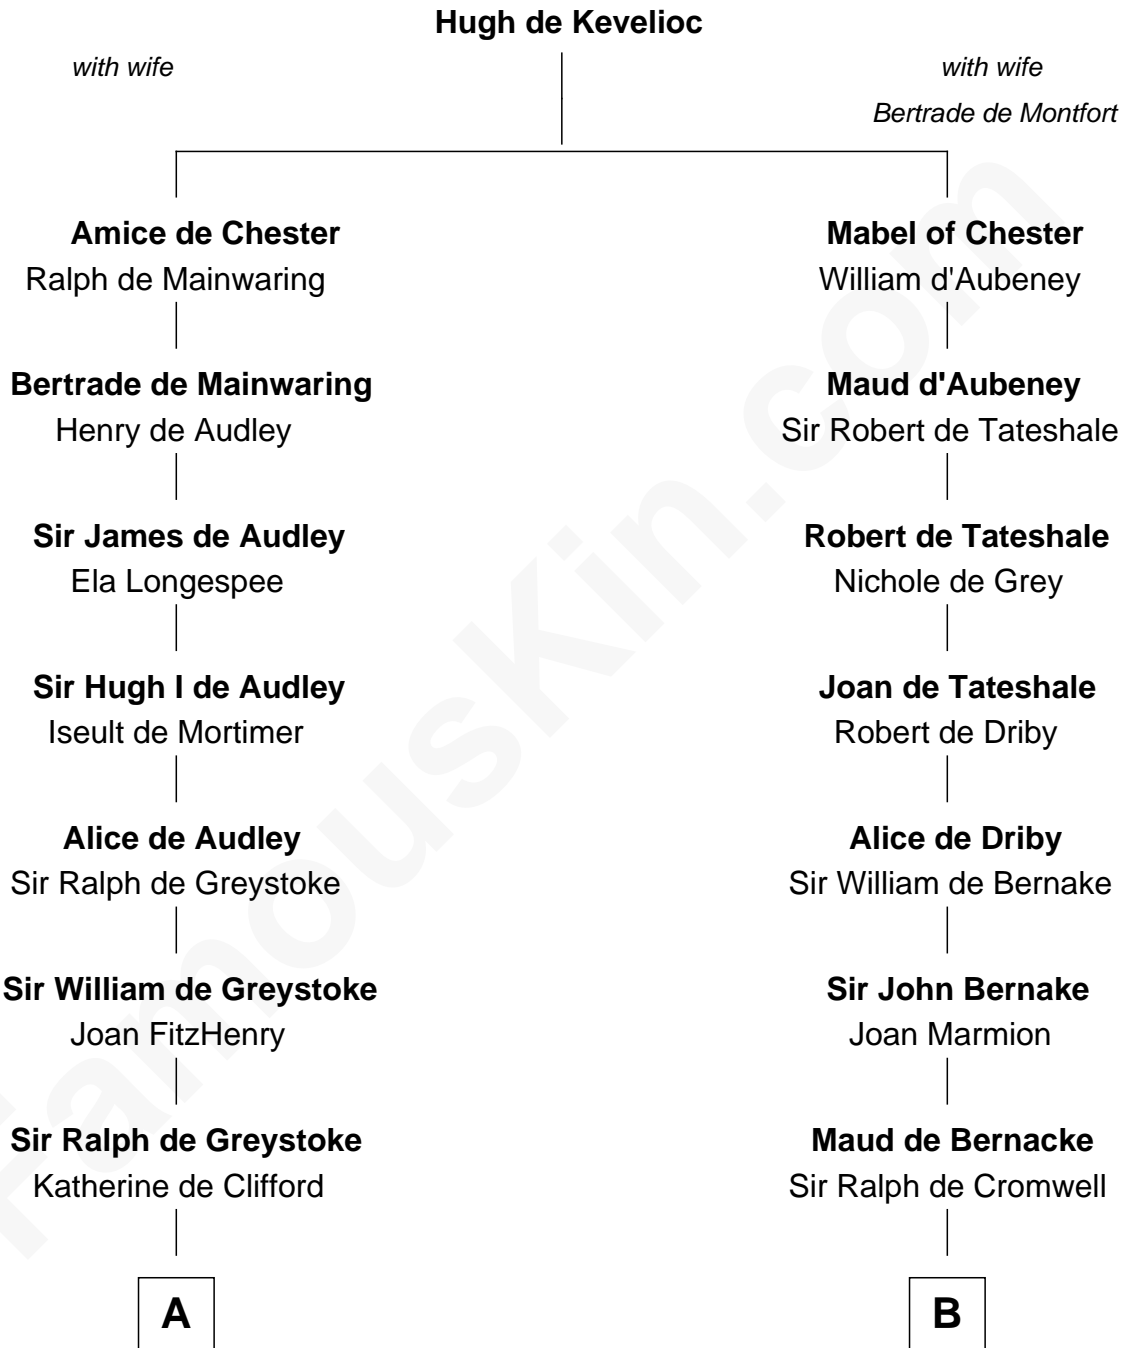 Hugh de Kevelioc
with wife
with wife
Bertrade de Montfort
Amice de Chester
Ralph de Mainwaring
Mabel of Chester
William d'Aubeney
Bertrade de Mainwaring
Henry de Audley
Maud d'Aubeney
Sir Robert de Tateshale
Sir James de Audley
Ela Longespee
Robert de Tateshale
Nichole de Grey
Sir Hugh I de Audley
Iseult de Mortimer
Joan de Tateshale
Robert de Driby
Alice de Audley
Sir Ralph de Greystoke
Alice de Driby
Sir William de Bernake
Sir William de Greystoke
Joan FitzHenry
Sir John Bernake
Joan Marmion
Sir Ralph de Greystoke
Katherine de Clifford
Maud de Bernacke
Sir Ralph de Cromwell
A
B
FamousKin.com